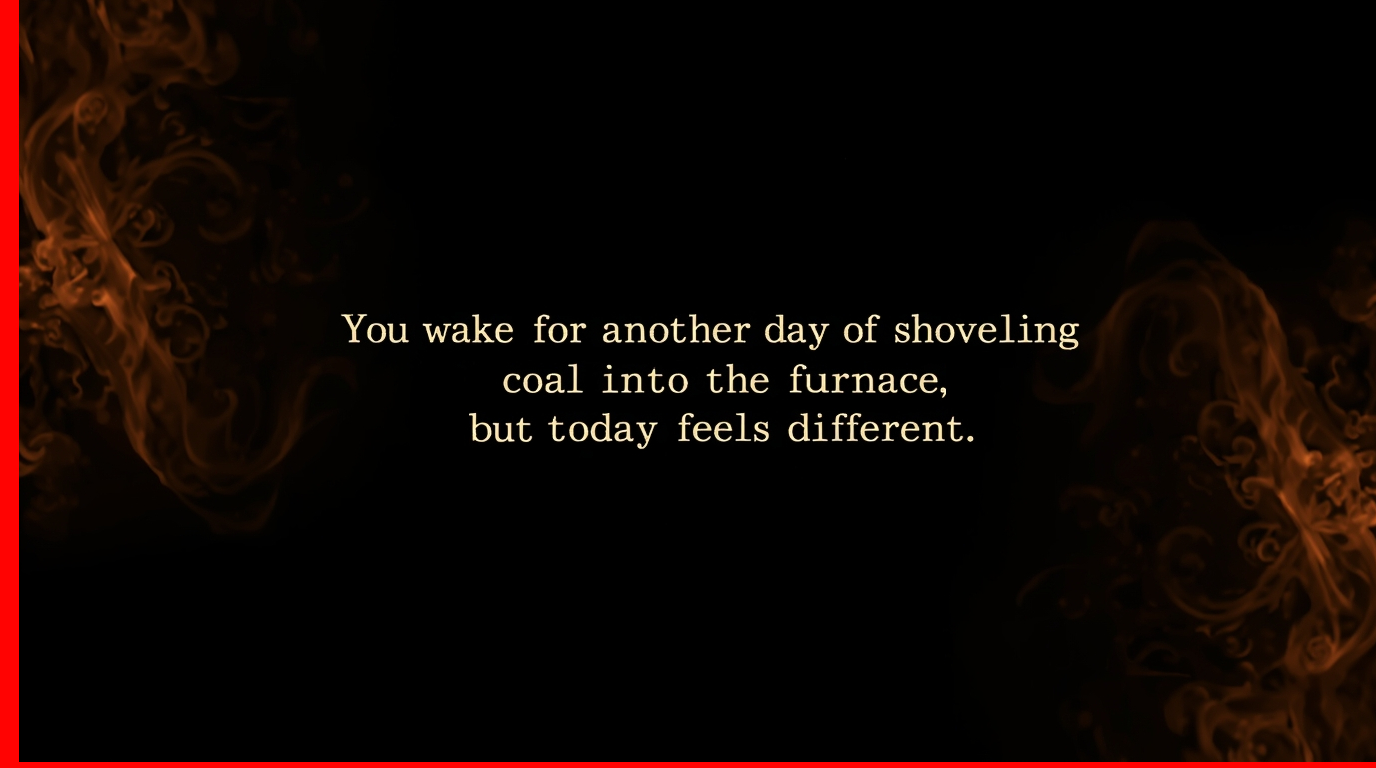 You wake for another day of shoveling
coal into the furnace,
but today feels different.